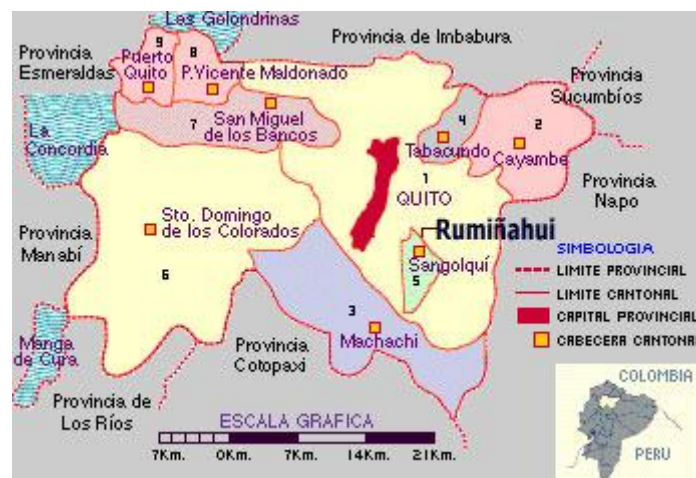 Las Golondrinas
Provincia de Imbabura
Provincia
Esmeraldas
9
Puerto
Quito
8
P. Vicente Maldonado
Provincia
Sucumbíos
7
San Miguel
de los Bancos
4
Tabacundo
2
Cayambe
La
Concordia
1
QUITO
Provincia
Napo
Provincia
Manabí
Sto. Domingo
de los Colorados
6
Rumiñahui
Sangolquí
5
SIMBOLOGIA
LIMITE PROVINCIAL
LIMITE CANTONAL
CAPITAL PROVINCIAL
CABECERA CANTONA
3
Machachi
Manga
de Cura
Provincia
Cotopaxi
Provincia de
Los Ríos
ESCALA GRAFICA
7Km. 0Km. 7Km. 14Km. 21Km.
COLOMBIA
PERU